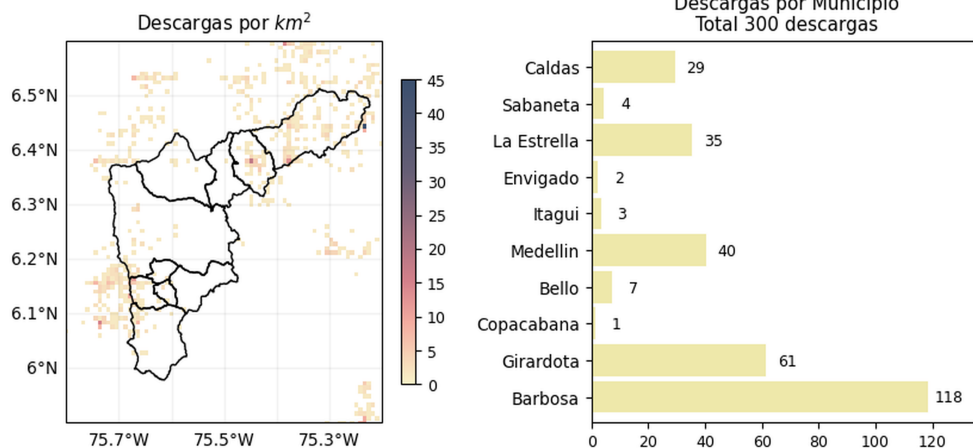 Descargas por km²
6.5°N
6.4°N
6.3°N
6.2°N
6.1°N
6°N
75.7°W 75.5°W 75.3°W
45
40
35
30
25
20
15
10
5
0
Descargas por Municipio
Total 300 descargas
Caldas 29
Sabaneta 4
La Estrella 35
Envigado 2
Itagui 3
Medellin 40
Bello 7
Copacabana 1
Girardota 61
Barbosa 118
0 20 40 60 80 100 120